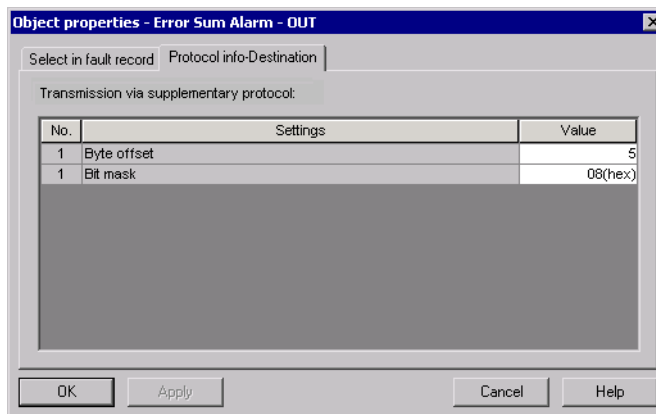 Object properties - Error Sum Alarm - OUT
Select in fault record Protocol info-Destination
Transmission via supplementary protocol:
No. Settings Value
1 Byte offset 5
1 Bit mask 08(hex)
OK Apply Cancel Help